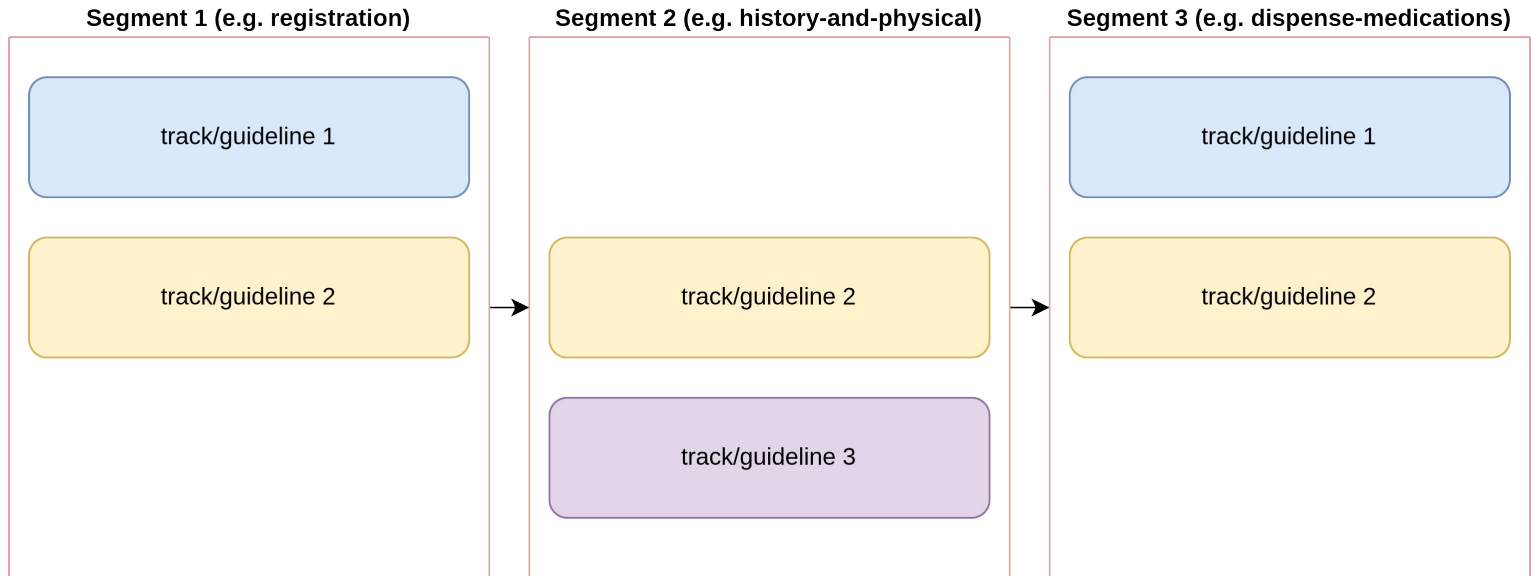 Segment 1 (e.g. registration)
track/guideline 1
track/guideline 2
Segment 2 (e.g. history-and-physical)
track/guideline 2
track/guideline 3
Segment 3 (e.g. dispense-medications)
track/guideline 1
track/guideline 2